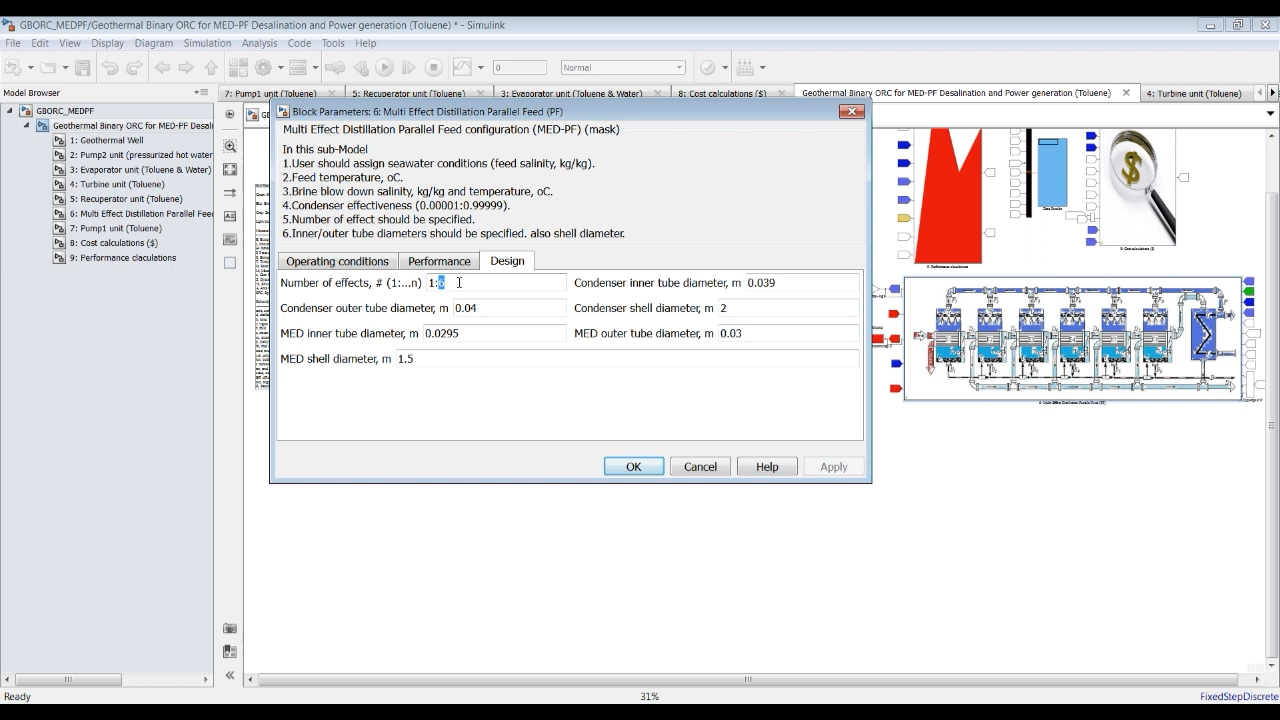 GBORC_MEDPF/Geothermal Binary ORC for MED-PF Desalination and Power generation (Toluene) * - Simulink
File Edit View Display Diagram Simulation Analysis Code Tools Help
0 Normal
Model Browser
7: Pump1 unit (Toluene) 5: Recuperator unit (Toluene) 3: Evaporator unit (Toluene & Water) 8: Cost calculations ($) Geothermal Binary ORC for MED-PF Desalination and Power generation (Toluene) 4: Turbine unit (Toluene)
GBORC_MEDPF
Geothermal Binary ORC for MED-PF Desali
1: Geothermal Well
2: Pump2 unit (pressurized hot water
3: Evaporator unit (Toluene & Water)
4: Turbine unit (Toluene)
5: Recuperator unit (Toluene)
6: Multi Effect Distillation Parallel Fee
7: Pump1 unit (Toluene)
8: Cost calculations ($)
9: Performance claculations
Block Parameters: 6: Multi Effect Distillation Parallel Feed (PF)
Multi Effect Distillation Parallel Feed configuration (MED-PF) (mask)
In this sub-Model
1.User should assign seawater conditions (feed salinity, kg/kg).
2.Feed temperature, oC.
3.Brine blow down salinity, kg/kg and temperature, oC.
4.Condenser effectiveness (0.00001:0.99999).
5.Number of effect should be specified.
6.Inner/outer tube diameters should be specified. also shell diameter.
Operating conditions Performance Design
Number of effects, # (1:...n) 1: Condenser inner tube diameter, m 0.039
Condenser outer tube diameter, m 0.04 Condenser shell diameter, m 2
MED inner tube diameter, m 0.0295 MED outer tube diameter, m 0.03
MED shell diameter, m 1.5
OK Cancel Help Apply
$
Ready 31% FixedStepDiscrete